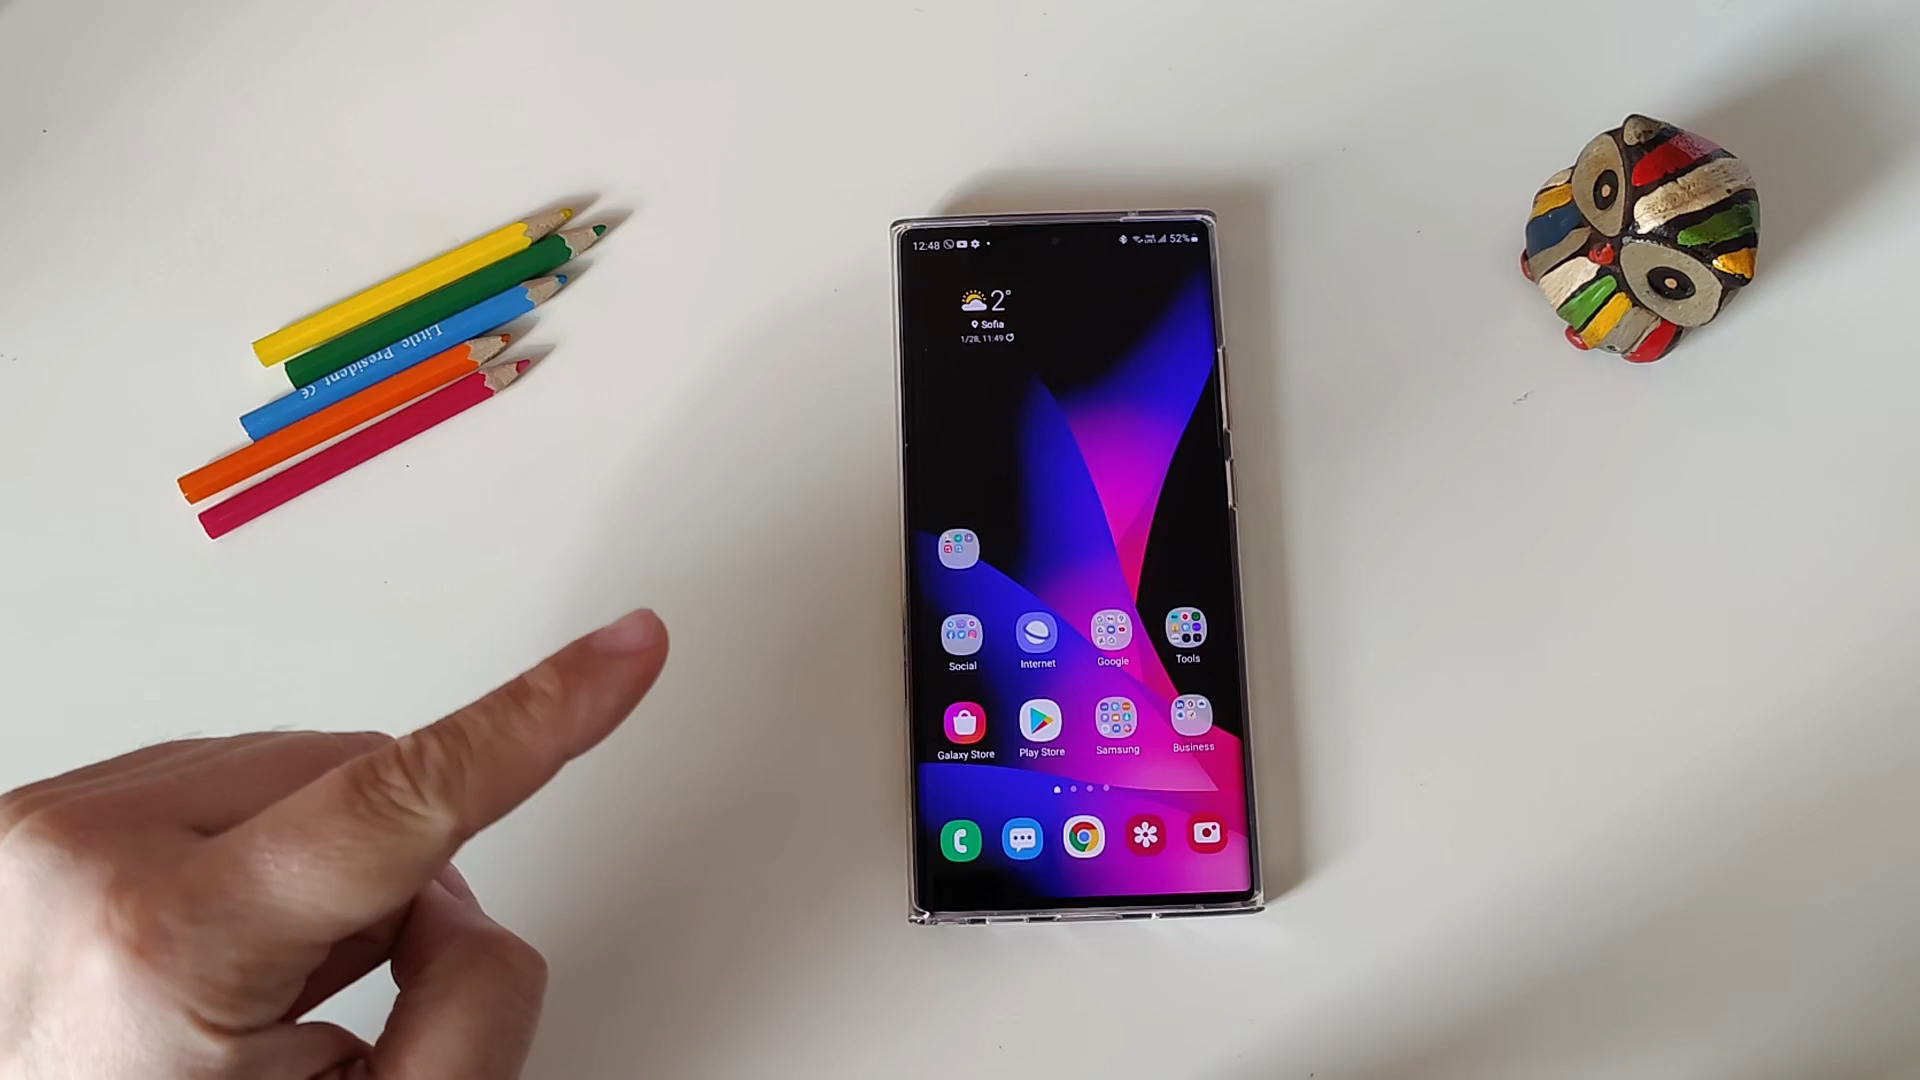 Little President CE
12:48 52%
2°
Sofia
1/28, 11:49
Social Internet Google Tools
Galaxy Store Play Store Samsung Business